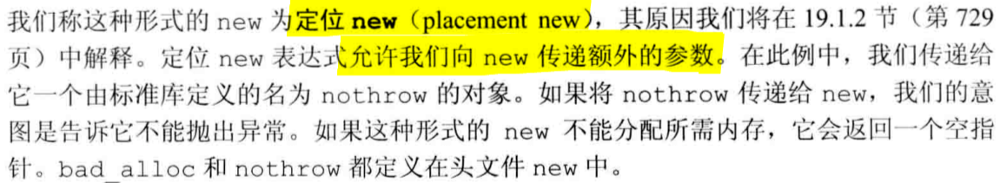 我们称这种形式的 new 为定位 new（placement new），其原因我们将在 19.1.2 节（第 729
页）中解释。定位 new 表达式允许我们向 new 传递额外的参数。在此例中，我们传递给
它一个由标准库定义的名为 nothrow 的对象。如果将 nothrow 传递给 new，我们的意
图是告诉它不能抛出异常。如果这种形式的 new 不能分配所需内存，它会返回一个空指
针。bad_alloc 和 nothrow 都定义在头文件 new 中。